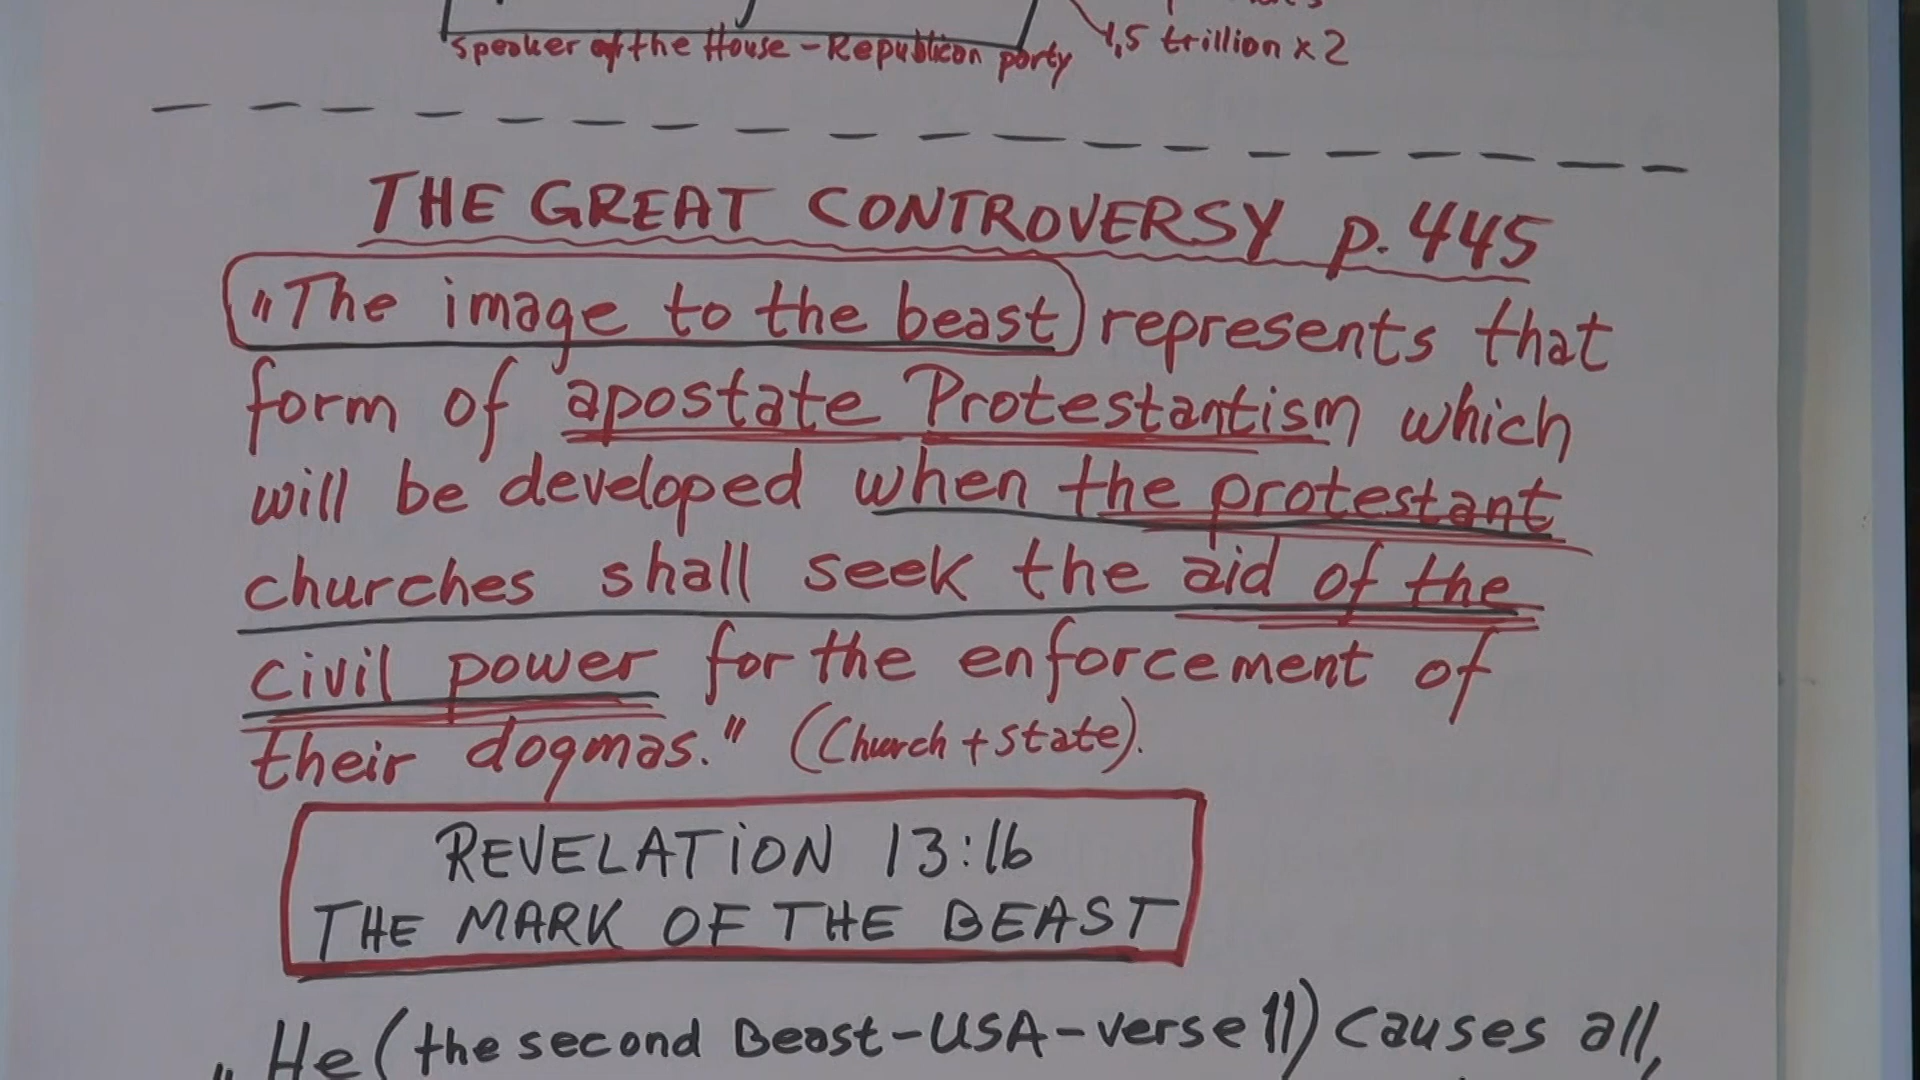 Speaker of the House - Republican party
1,5 trillion x 2
THE GREAT CONTROVERSY p. 445
"The image to the beast represents that
form of apostate Protestantism which
will be developed when the protestant
churches shall seek the aid of the
civil power for the enforcement of
their dogmas." (Church + state).
REVELATION 13:16
THE MARK OF THE BEAST
" He (the second Beast - USA - verse 11) causes all,